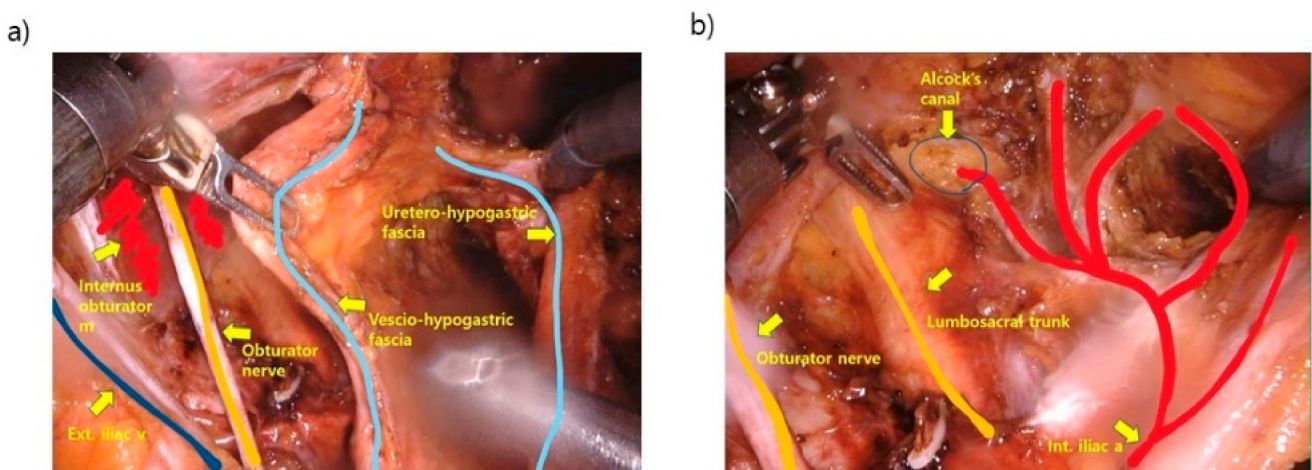 a)
Uretero-hypogastric
fascia
Internus
obturator
m
Vescio-hypogastric
fascia
Obturator
nerve
Ext. iliac v
b)
Alcock's
canal
Lumbosacral trunk
Obturator nerve
Int. iliac a